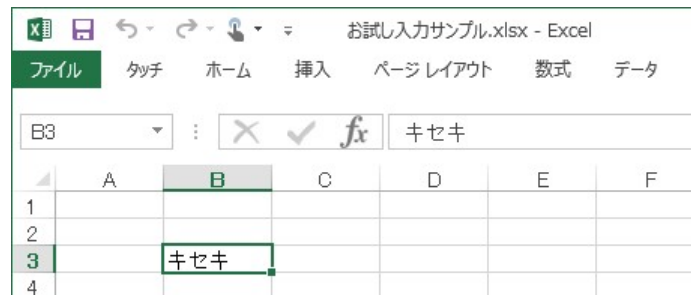 お試し入力サンプル.xlsx - Excel
ファイル タッチ ホーム 挿入 ページ レイアウト 数式 データ
B3 fx キセキ
A B C D E F
1
2
3 キセキ
4